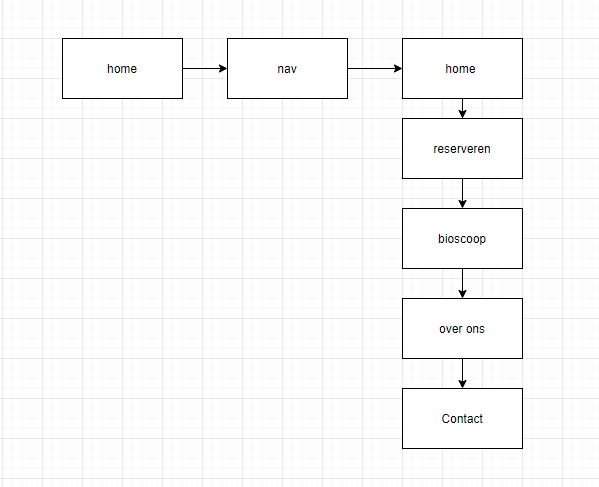 home
nav
home
reserveren
bioscoop
over ons
Contact